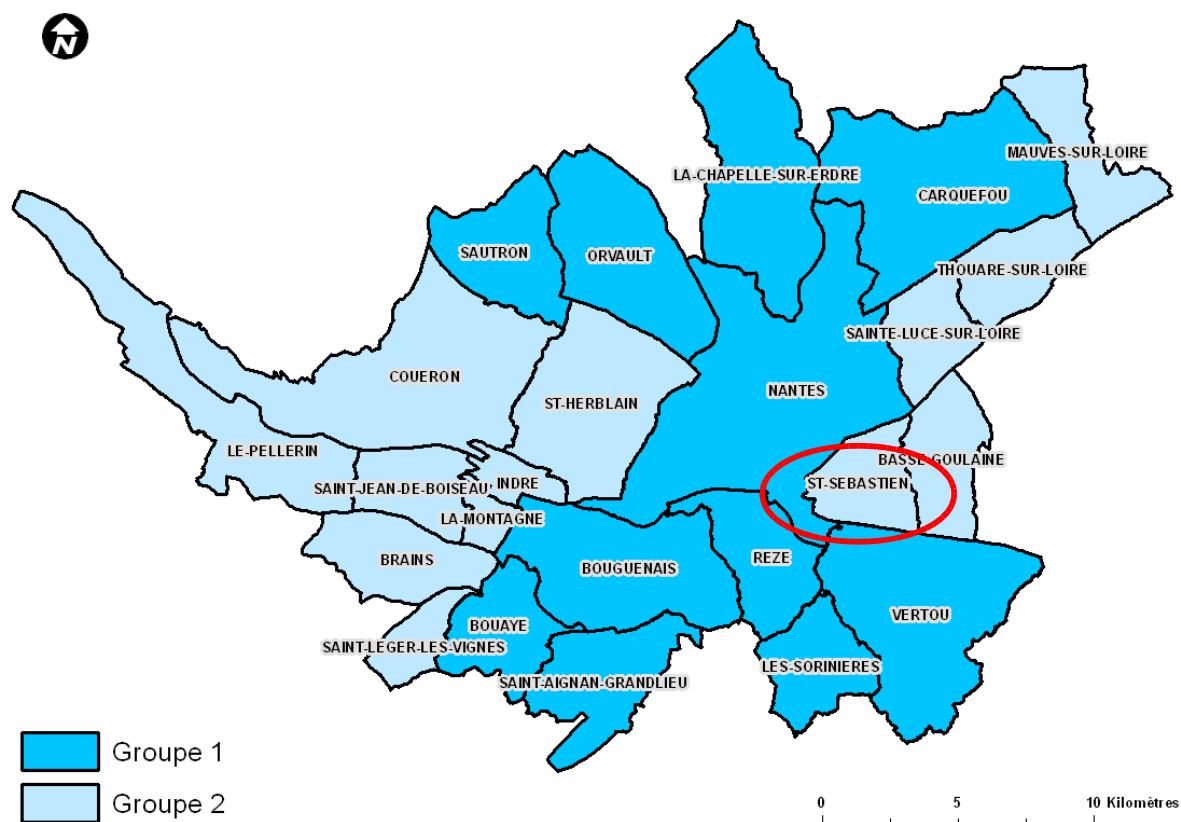 N
LA-CHAPELLE-SUR-ERDRE
MAUVES-SUR-LOIRE
CARQUEFOU
SAUTRON
ORVAULT
THOUARE-SUR-LOIRE
SAINTE-LUCE-SUR-LOIRE
COUERON
NANTES
ST-HERBLAIN
LE-PELLERIN
BASSE-GOULAINE
SAINT-JEAN-DE-BOISEAU
INDRE
ST-SEBASTIEN
LA-MONTAGNE
BRAINS
BOUGUENAIS
REZE
VERTOU
BOUAYE
SAINT-LEGER-LES-VIGNES
LES-SORINIERES
SAINT-AIGNAN-GRANDLIEU
Groupe 1
Groupe 2
0 5 10 Kilomètres